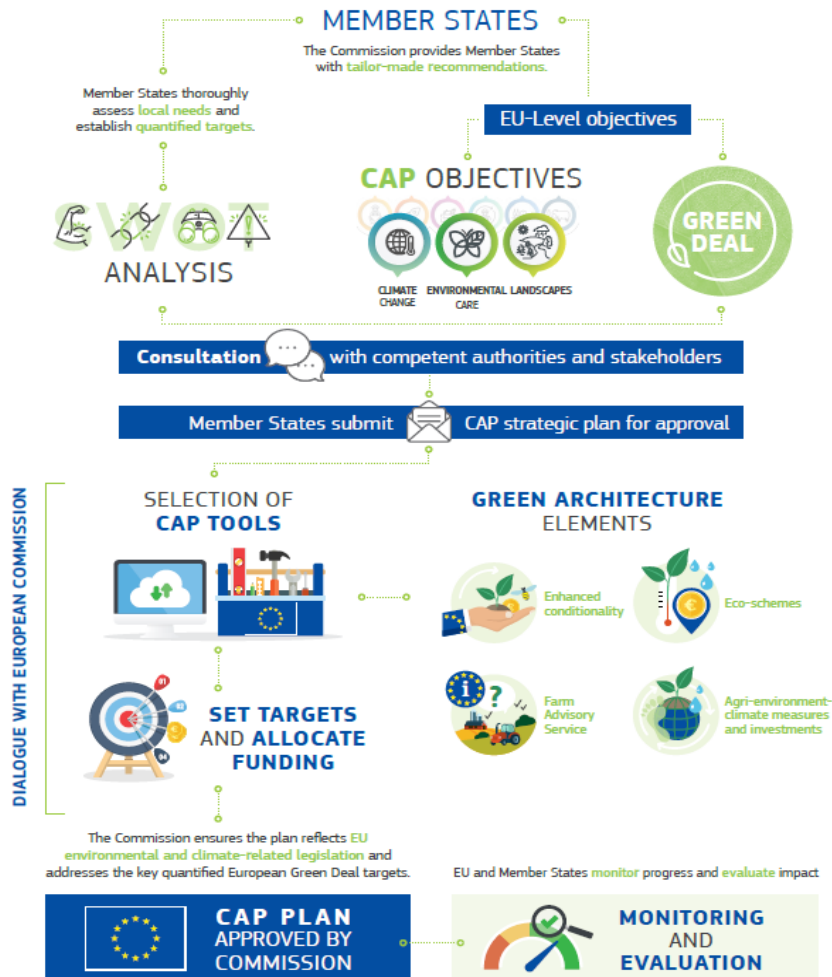 MEMBER STATES
The Commission provides Member States
with tailor-made recommendations.
Member States thoroughly
assess local needs and
establish quantified targets.
EU-Level objectives
SWOT
ANALYSIS
CAP OBJECTIVES
CLIMATE
CHANGE
ENVIRONMENTAL
CARE
LANDSCAPES
GREEN
DEAL
Consultation with competent authorities and stakeholders
Member States submit CAP strategic plan for approval
DIALOGUE WITH EUROPEAN COMMISSION
SELECTION OF
CAP TOOLS
GREEN ARCHITECTURE
ELEMENTS
Enhanced
conditionality
€
Eco-schemes
01
02
04
SET TARGETS
AND ALLOCATE
FUNDING
i ?
Farm
Advisory
Service
Agri-environment-
climate measures
and investments
The Commission ensures the plan reflects EU
environmental and climate-related legislation and
addresses the key quantified European Green Deal targets.
EU and Member States monitor progress and evaluate impact
CAP PLAN
APPROVED BY
COMMISSION
MONITORING
AND
EVALUATION